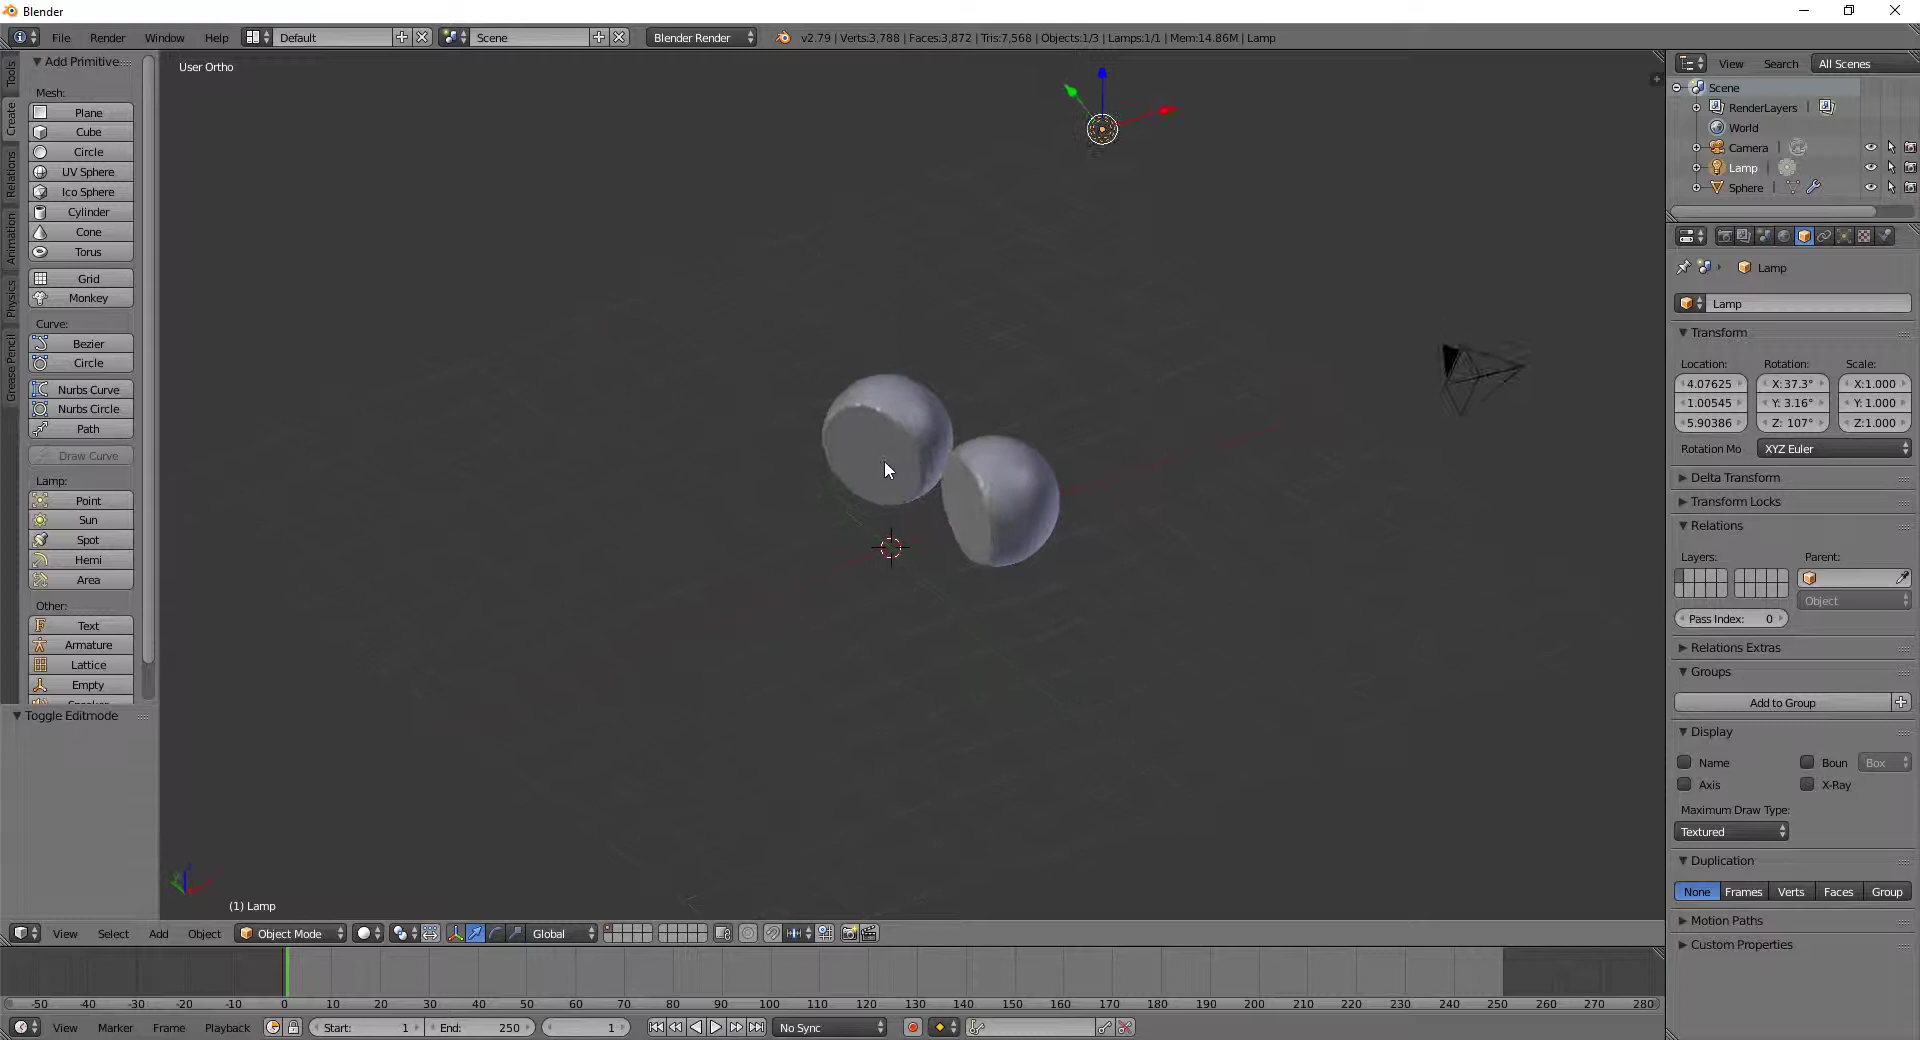 Blender
File Render Window Help Default Scene Blender Render v2.79 | Verts:3,788 | Faces:3,872 | Tris:7,568 | Objects:1/3 | Lamps:1/1 | Mem:14.86M | Lamp
Tools
Create
Relations
Animation
Physics
Grease Pencil
Add Primitive
Mesh:
Plane
Cube
Circle
UV Sphere
Ico Sphere
Cylinder
Cone
Torus
Grid
Monkey
Curve:
Bezier
Circle
Nurbs Curve
Nurbs Circle
Path
Draw Curve
Lamp:
Point
Sun
Spot
Hemi
Area
Other:
Text
Armature
Lattice
Empty
Toggle Editmode
User Ortho
(1) Lamp
View Select Add Object Object Mode Global
View Search All Scenes
Scene
RenderLayers
World
Camera
Lamp
Sphere
Lamp
Lamp
Transform
Location: Rotation: Scale:
4.07625 X:37.3° X:1.000
1.00545 Y: 3.16° Y: 1.000
5.90386 Z: 107° Z:1.000
Rotation Mo XYZ Euler
Delta Transform
Transform Locks
Relations
Layers: Parent:
Object
Pass Index: 0
Relations Extras
Groups
Add to Group
Display
Name Boun Box
Axis X-Ray
Maximum Draw Type:
Textured
Duplication
None Frames Verts Faces Group
Motion Paths
Custom Properties
-50 -40 -30 -20 -10 0 10 20 30 40 50 60 70 80 90 100 110 120 130 140 150 160 170 180 190 200 210 220 230 240 250 260 270 280
View Marker Frame Playback Start: 1 End: 250 1 No Sync